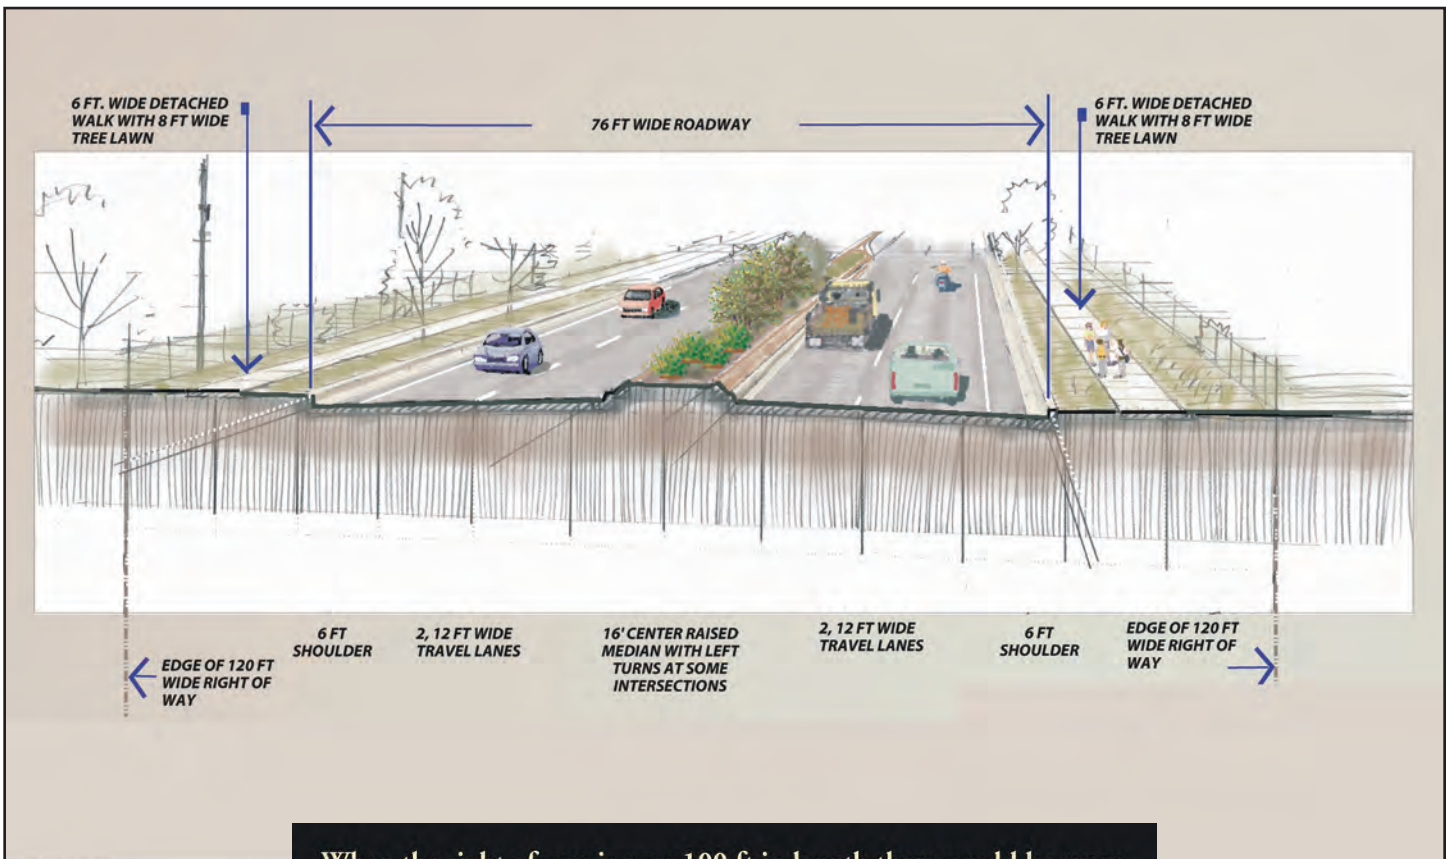 6 FT. WIDE DETACHED
WALK WITH 8 FT WIDE
TREE LAWN
76 FT WIDE ROADWAY
6 FT. WIDE DETACHED
WALK WITH 8 FT WIDE
TREE LAWN
EDGE OF 120 FT
WIDE RIGHT OF
WAY
6 FT
SHOULDER
2, 12 FT WIDE
TRAVEL LANES
16' CENTER RAISED
MEDIAN WITH LEFT
TURNS AT SOME
INTERSECTIONS
2, 12 FT WIDE
TRAVEL LANES
6 FT
SHOULDER
EDGE OF 120 FT
WIDE RIGHT OF
WAY